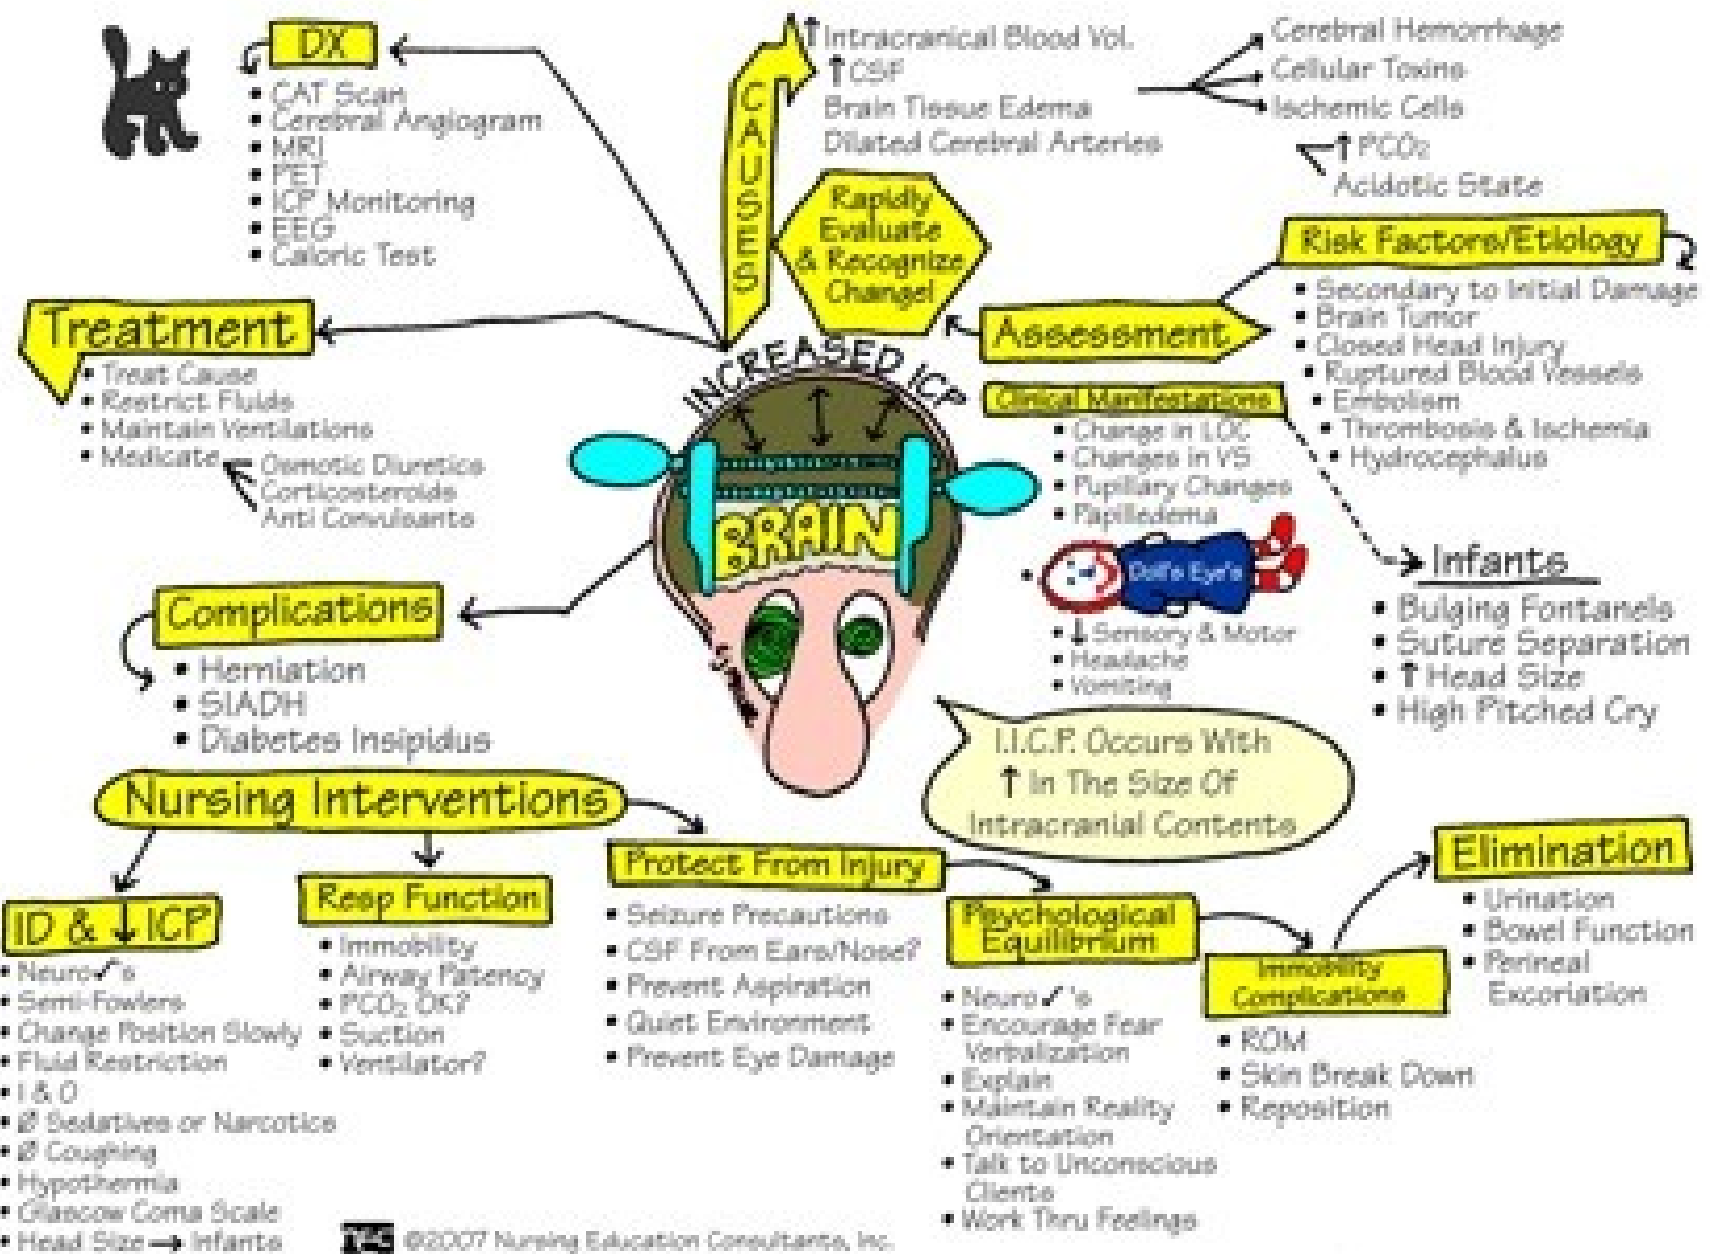 DX
• CAT Scan
• Cerebral Angiogram
• MRI
• PET
• ICP Monitoring
• EEG
• Caloric Test
CAUSES
↑ Intracranical Blood Vol.
↑ CSF
Brain Tissue Edema
Dilated Cerebral Arteries
Cerebral Hemorrhage
Cellular Toxins
Ischemic Cells
↑ PCO2
Acidotic State
Rapidly
Evaluate
& Recognize
Change!
Risk Factors/Etiology
• Secondary to Initial Damage
• Brain Tumor
• Closed Head Injury
• Ruptured Blood Vessels
• Embolism
• Thrombosis & Ischemia
• Hydrocephalus
Treatment
• Treat Cause
• Restrict Fluids
• Maintain Ventilations
• Medicate
Osmotic Diuretics
Corticosteroids
Anti Convulsants
INCREASED ICP
BRAIN
Assessment
Clinical Manifestations
• Change in LOC
• Changes in VS
• Pupillary Changes
• Papilledema
• Doll's Eye's
• ↓ Sensory & Motor
• Headache
• Vomiting
Infants
• Bulging Fontanels
• Suture Separation
• ↑ Head Size
• High Pitched Cry
Complications
• Herniation
• SIADH
• Diabetes Insipidus
I.I.C.P. Occurs With
↑ In The Size Of
Intracranial Contents
Nursing Interventions
ID & ↓ ICP
• Neuro ✓'s
• Semi-Fowlers
• Change Position Slowly
• Fluid Restriction
• I & O
• Ø Sedatives or Narcotics
• Ø Coughing
• Hypothermia
• Glascow Coma Scale
• Head Size → Infants
Resp Function
• Immobility
• Airway Patency
• PCO2 OK?
• Suction
• Ventilator?
Protect From Injury
• Seizure Precautions
• CSF From Ears/Nose?
• Prevent Aspiration
• Quiet Environment
• Prevent Eye Damage
Psychological
Equilibrium
• Neuro ✓'s
• Encourage Fear
Verbalization
• Explain
• Maintain Reality
Orientation
• Talk to Unconscious
Clients
• Work Thru Feelings
Immobility
Complications
• ROM
• Skin Break Down
• Reposition
Elimination
• Urination
• Bowel Function
• Perineal
Excoriation
©2007 Nursing Education Consultants, Inc.